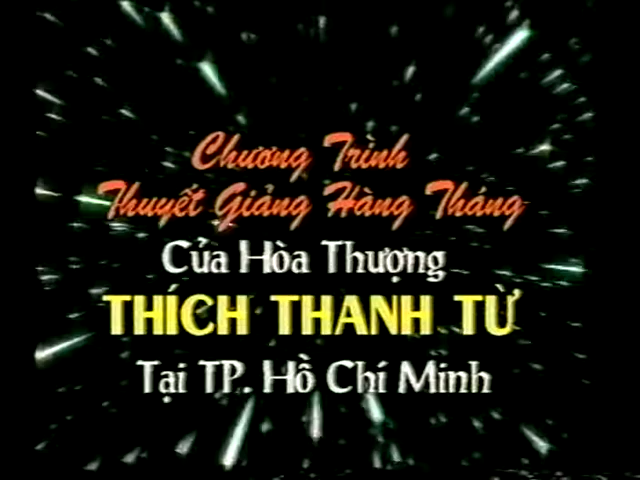 Chương Trình
Thuyết Giảng Hàng Tháng
Của Hòa Thượng
THÍCH THANH TỪ
Tại TP. Hồ Chí Minh